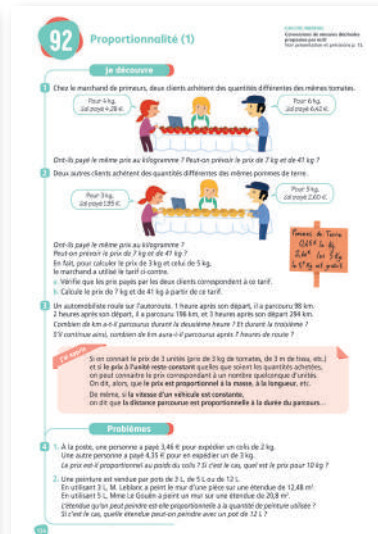 92
Proportionnalité (1)
Je découvre
1 Chez le marchand de primeurs, deux clients achètent des quantités différentes des mêmes tomates.
Pour 4 kg,
j'ai payé 4,28 €.
Pour 6 kg,
j'ai payé 6,42 €.
Ont-ils payé le même prix au kilogramme ? Peut-on prévoir le prix de 7 kg et de 41 kg ?
2 Deux autres clients achètent des quantités différentes des mêmes pommes de terre.
Pour 3 kg,
j'ai payé 1,95 €.
Pour 5 kg,
j'ai payé 2,60 €.
Ont-ils payé le même prix au kilogramme ?
Peut-on prévoir le prix de 7 kg et de 41 kg ?
En fait, pour calculer le prix de 3 kg et celui de 5 kg,
le marchand a utilisé le tarif ci-contre.
a. Vérifie que les prix payés par les deux clients correspondent à ce tarif.
b. Calcule le prix de 7 kg et de 41 kg à partir de ce tarif.
Pommes de Terre
0,65€ le kg
2,60€ les 5 kg
le 5e kg est gratuit
3 Un automobiliste roule sur l'autoroute. 1 heure après son départ, il a parcouru 98 km.
2 heures après son départ, il a parcouru 196 km, et 3 heures après son départ 294 km.
Combien de km a-t-il parcourus durant la deuxième heure ? Et durant la troisième ?
S'il continue ainsi, combien de km aura-t-il parcourus après 7 heures de route ?
J'ai appris
Si on connaît le prix de 3 unités (prix de 3 kg de tomates, de 3 m de tissu, etc.)
et si le prix à l'unité reste constant quelles que soient les quantités achetées,
on peut connaître le prix correspondant à un nombre quelconque d'unités.
On dit, alors, que le prix est proportionnel à la masse, à la longueur, etc.
De même, si la vitesse d'un véhicule est constante,
on dit que la distance parcourue est proportionnelle à la durée du parcours...
Problèmes
4 1. À la poste, une personne a payé 3,46 € pour expédier un colis de 2 kg.
Une autre personne a payé 4,35 € pour en expédier un de 3 kg.
Le prix est-il proportionnel au poids du colis ? Si c'est le cas, quel est le prix pour 10 kg ?
2. Une peinture est vendue par pots de 3 L, de 5 L ou de 12 L.
En utilisant 3 L, M. Leblanc a peint le mur d'une pièce sur une étendue de 12,48 m².
En utilisant 5 L, Mme Le Gouën a peint un mur sur une étendue de 20,8 m².
L'étendue qu'on peut peindre est-elle proportionnelle à la quantité de peinture utilisée ?
Si c'est le cas, quelle étendue peut-on peindre avec un pot de 12 L ?